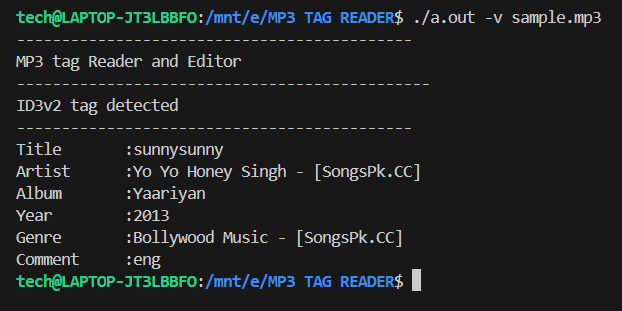 tech@LAPTOP-JT3LBBFO:/mnt/e/MP3 TAG READER$ ./a.out -v sample.mp3
--------------------------------------------
MP3 tag Reader and Editor
----------------------------------------------
ID3v2 tag detected
--------------------------------------------
Title       :sunnysunny
Artist      :Yo Yo Honey Singh - [SongsPk.CC]
Album       :Yaariyan
Year        :2013
Genre       :Bollywood Music - [SongsPk.CC]
Comment     :eng
tech@LAPTOP-JT3LBBFO:/mnt/e/MP3 TAG READER$